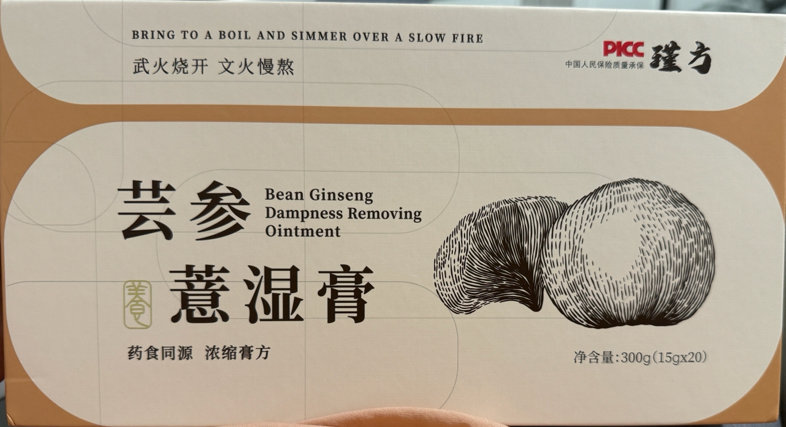 BRING TO A BOIL AND SIMMER OVER A SLOW FIRE
武火烧开 文火慢熬
PICC
中国人民保险质量承保
瑾方
芸参
Bean Ginseng
Dampness Removing
Ointment
养
薏湿膏
药食同源 浓缩膏方
净含量:300g(15gx20)